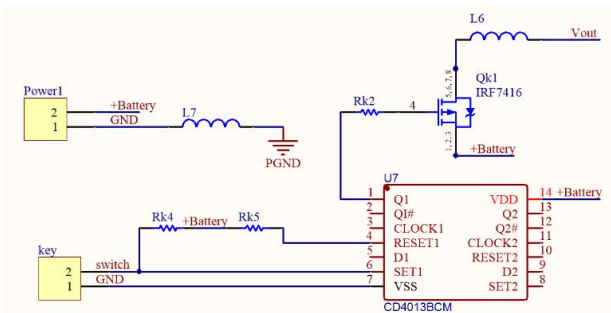 L6
Vout
5, 6, 7, 8
Qk1
IRF7416
Power1
Rk2
4
2
+Battery
L7
1
GND
1, 2, 3
+Battery
PGND
U7
1
Q1
VDD
14
+Battery
2
QI#
Q2
13
3
CLOCK1
Q2#
12
Rk4
+Battery
Rk5
4
RESET1
CLOCK2
11
key
5
D1
RESET2
10
2
switch
6
SET1
D2
9
1
GND
7
VSS
SET2
8
CD4013BCM